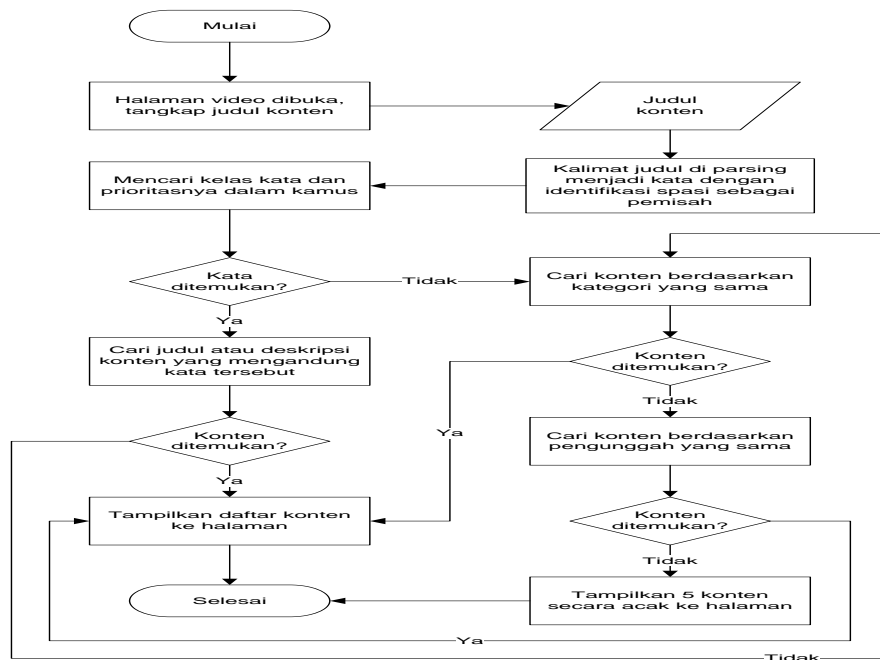 Mulai
Halaman video dibuka,
tangkap judul konten
Judul
konten
Kalimat judul di parsing
menjadi kata dengan
identifikasi spasi sebagai
pemisah
Mencari kelas kata dan
prioritasnya dalam kamus
Kata
ditemukan?
Tidak
Cari konten berdasarkan
kategori yang sama
Ya
Cari judul atau deskripsi
konten yang mengandung
kata tersebut
Konten
ditemukan?
Tidak
Konten
ditemukan?
Ya
Cari konten berdasarkan
pengunggah yang sama
Ya
Tampilkan daftar konten
ke halaman
Konten
ditemukan?
Tidak
Tampilkan 5 konten
secara acak ke halaman
Selesai
Ya
Tidak